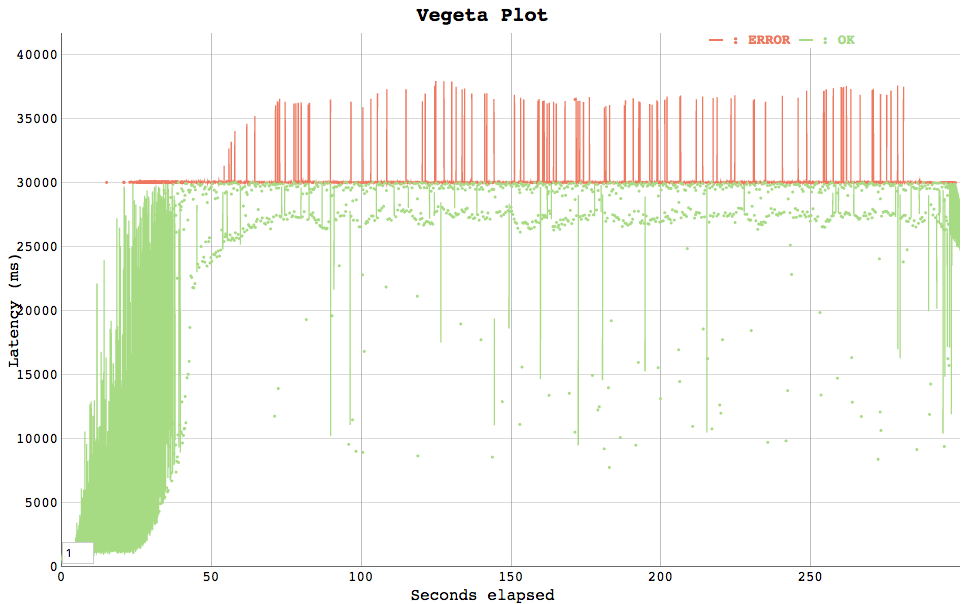 Vegeta Plot
: ERROR : OK
40000
35000
30000
25000
20000
15000
10000
5000
0
Latency (ms)
1
0 50 100 150 200 250
Seconds elapsed